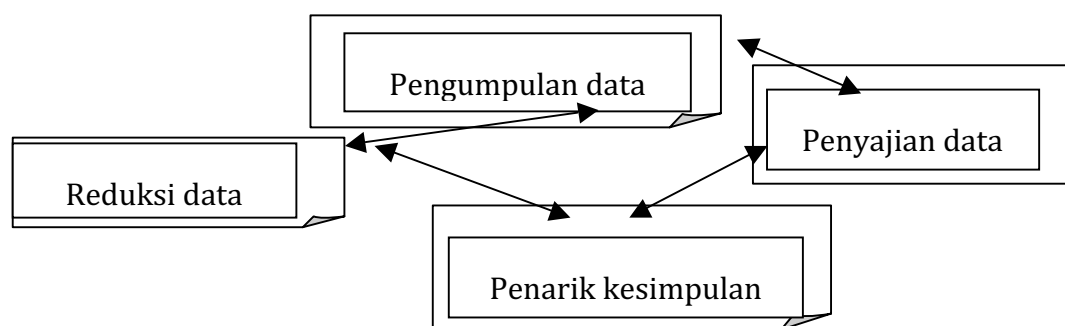 Pengumpulan data
Penyajian data
Reduksi data
Penarik kesimpulan